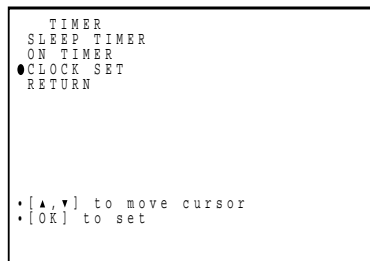 TIMER
SLEEP TIMER
ON TIMER
●CLOCK SET
RETURN
•[▲,▼] to move cursor
•[OK] to set